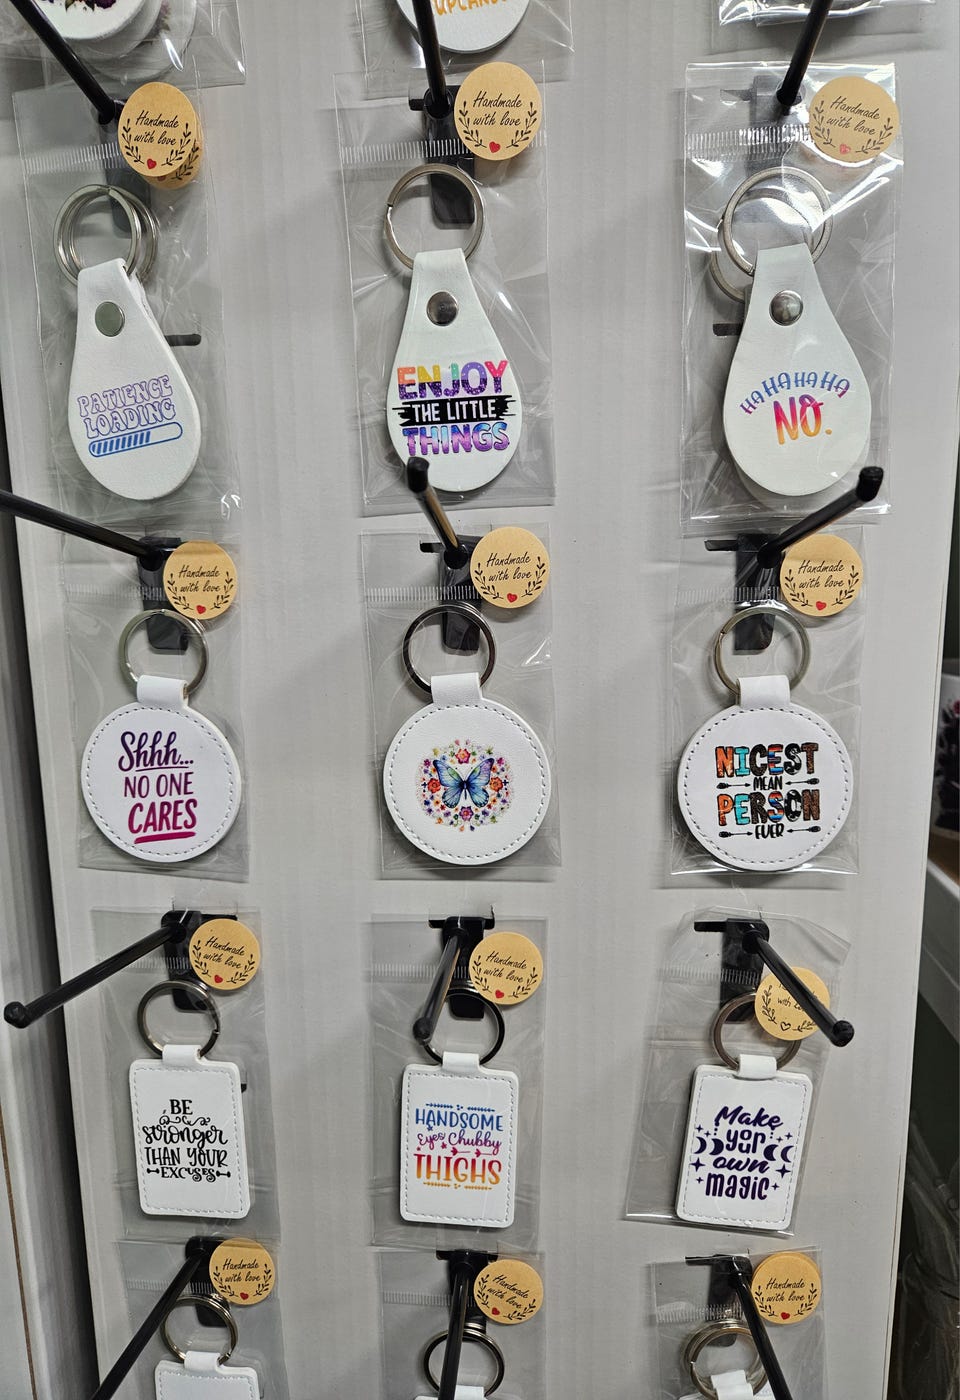 UPCAKE
Handmade
with love
Handmade
with love
Handmade
with love
PATIENCE
LOADING
ENJOY
THE LITTLE
THINGS
HA HA HA HA
NO.
Handmade
with love
Handmade
with love
Handmade
with love
Shhh...
NO ONE
CARES
NICEST
MEAN
PERSON
EVER
Handmade
with love
Handmade
with love
with
BE
stronger
THAN YOUR
EXCUSES
HANDSOME
Eyes Chubby
THIGHS
Make
your
own
magic
Handmade
with love
Handmade
with love
Handmade
with love